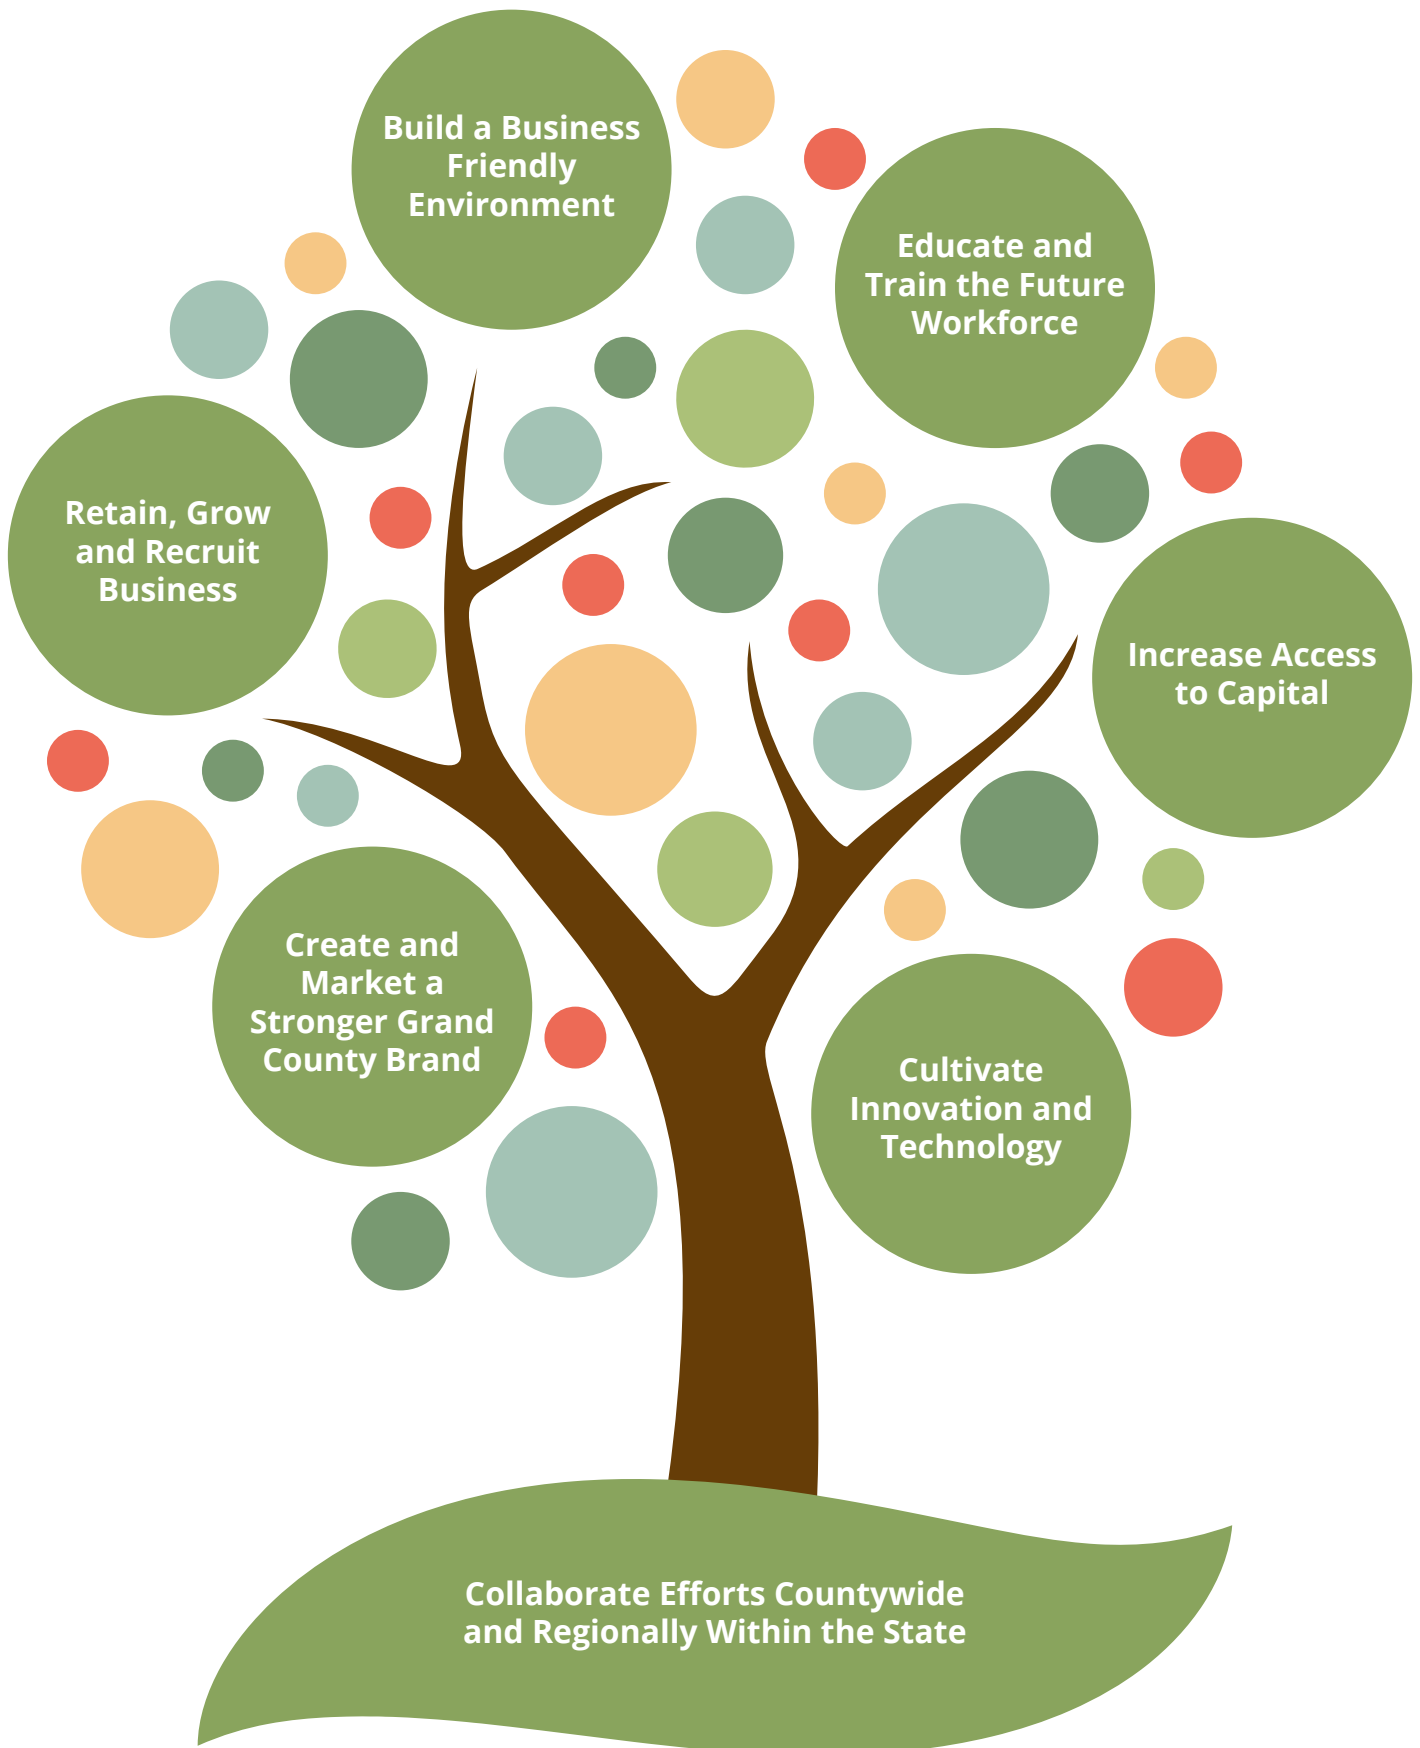 Build a Business
Friendly
Environment
Educate and
Train the Future
Workforce
Retain, Grow
and Recruit
Business
Increase Access
to Capital
Create and
Market a
Stronger Grand
County Brand
Cultivate
Innovation and
Technology
Collaborate Efforts Countywide
and Regionally Within the State